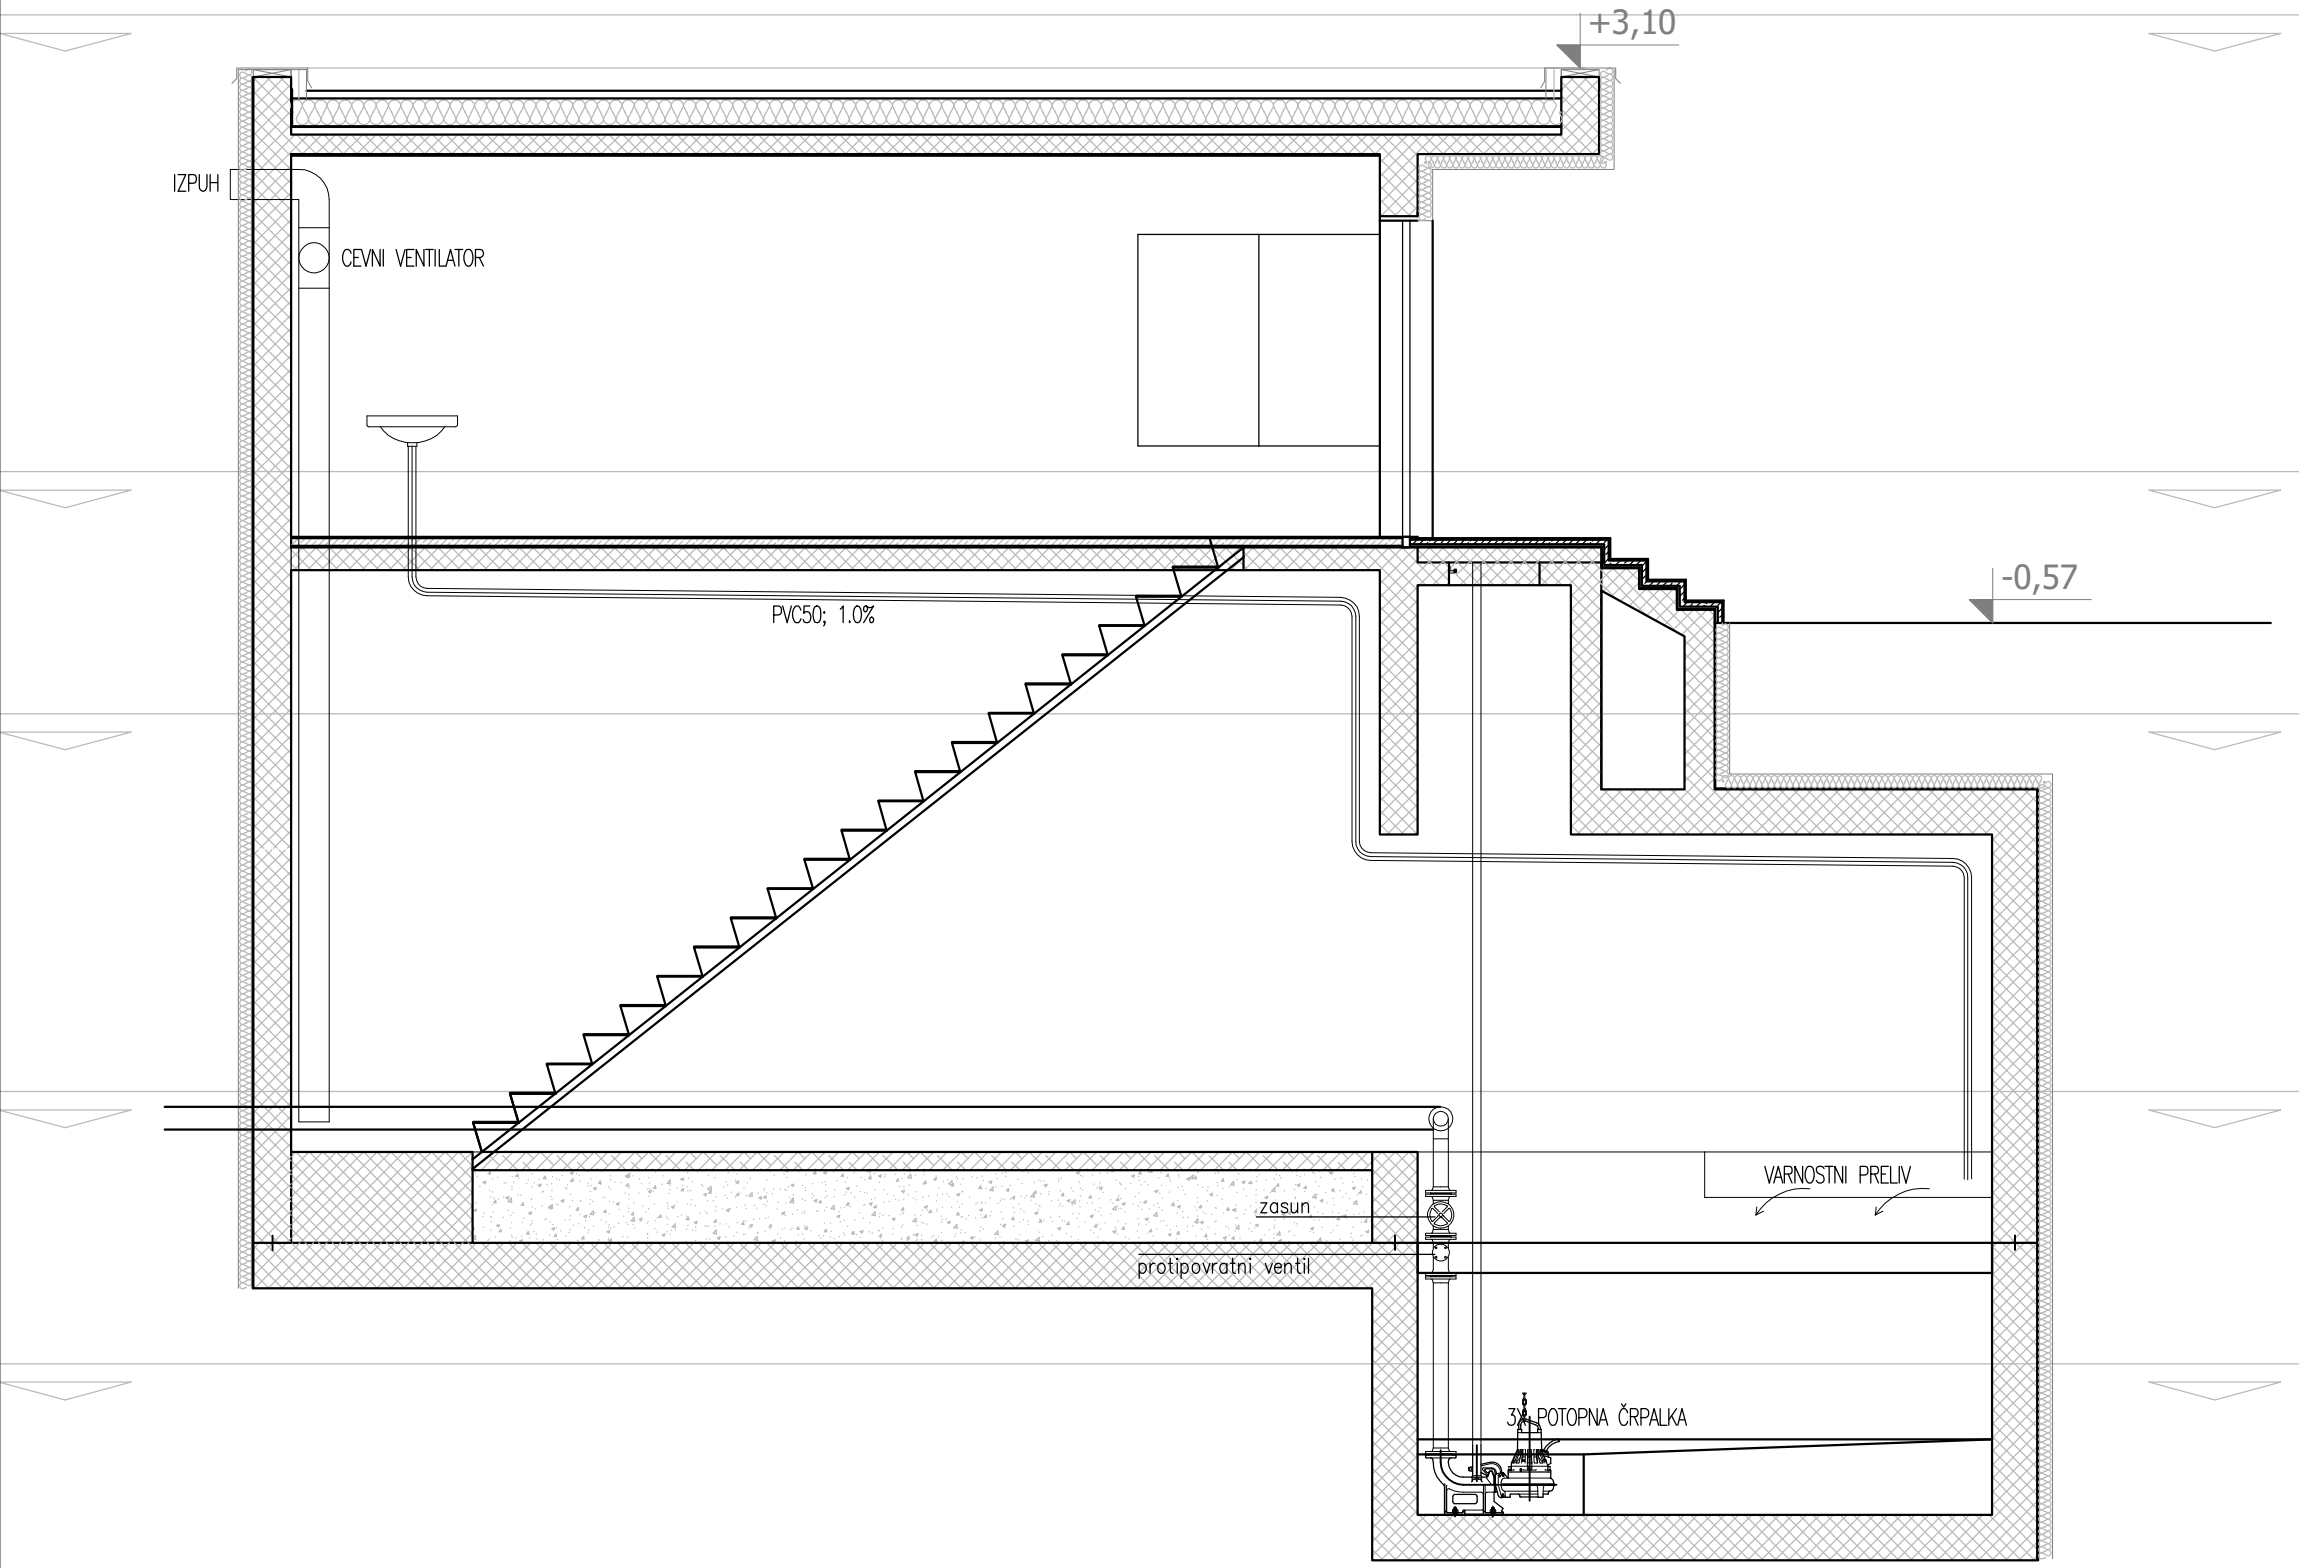 +3,10
IZPUH
CEVNI VENTILATOR
-0,57
PVC50; 1.0%
VARNOSTNI PRELIV
zasun
protipovratni ventil
3X POTOPNA ČRPALKA